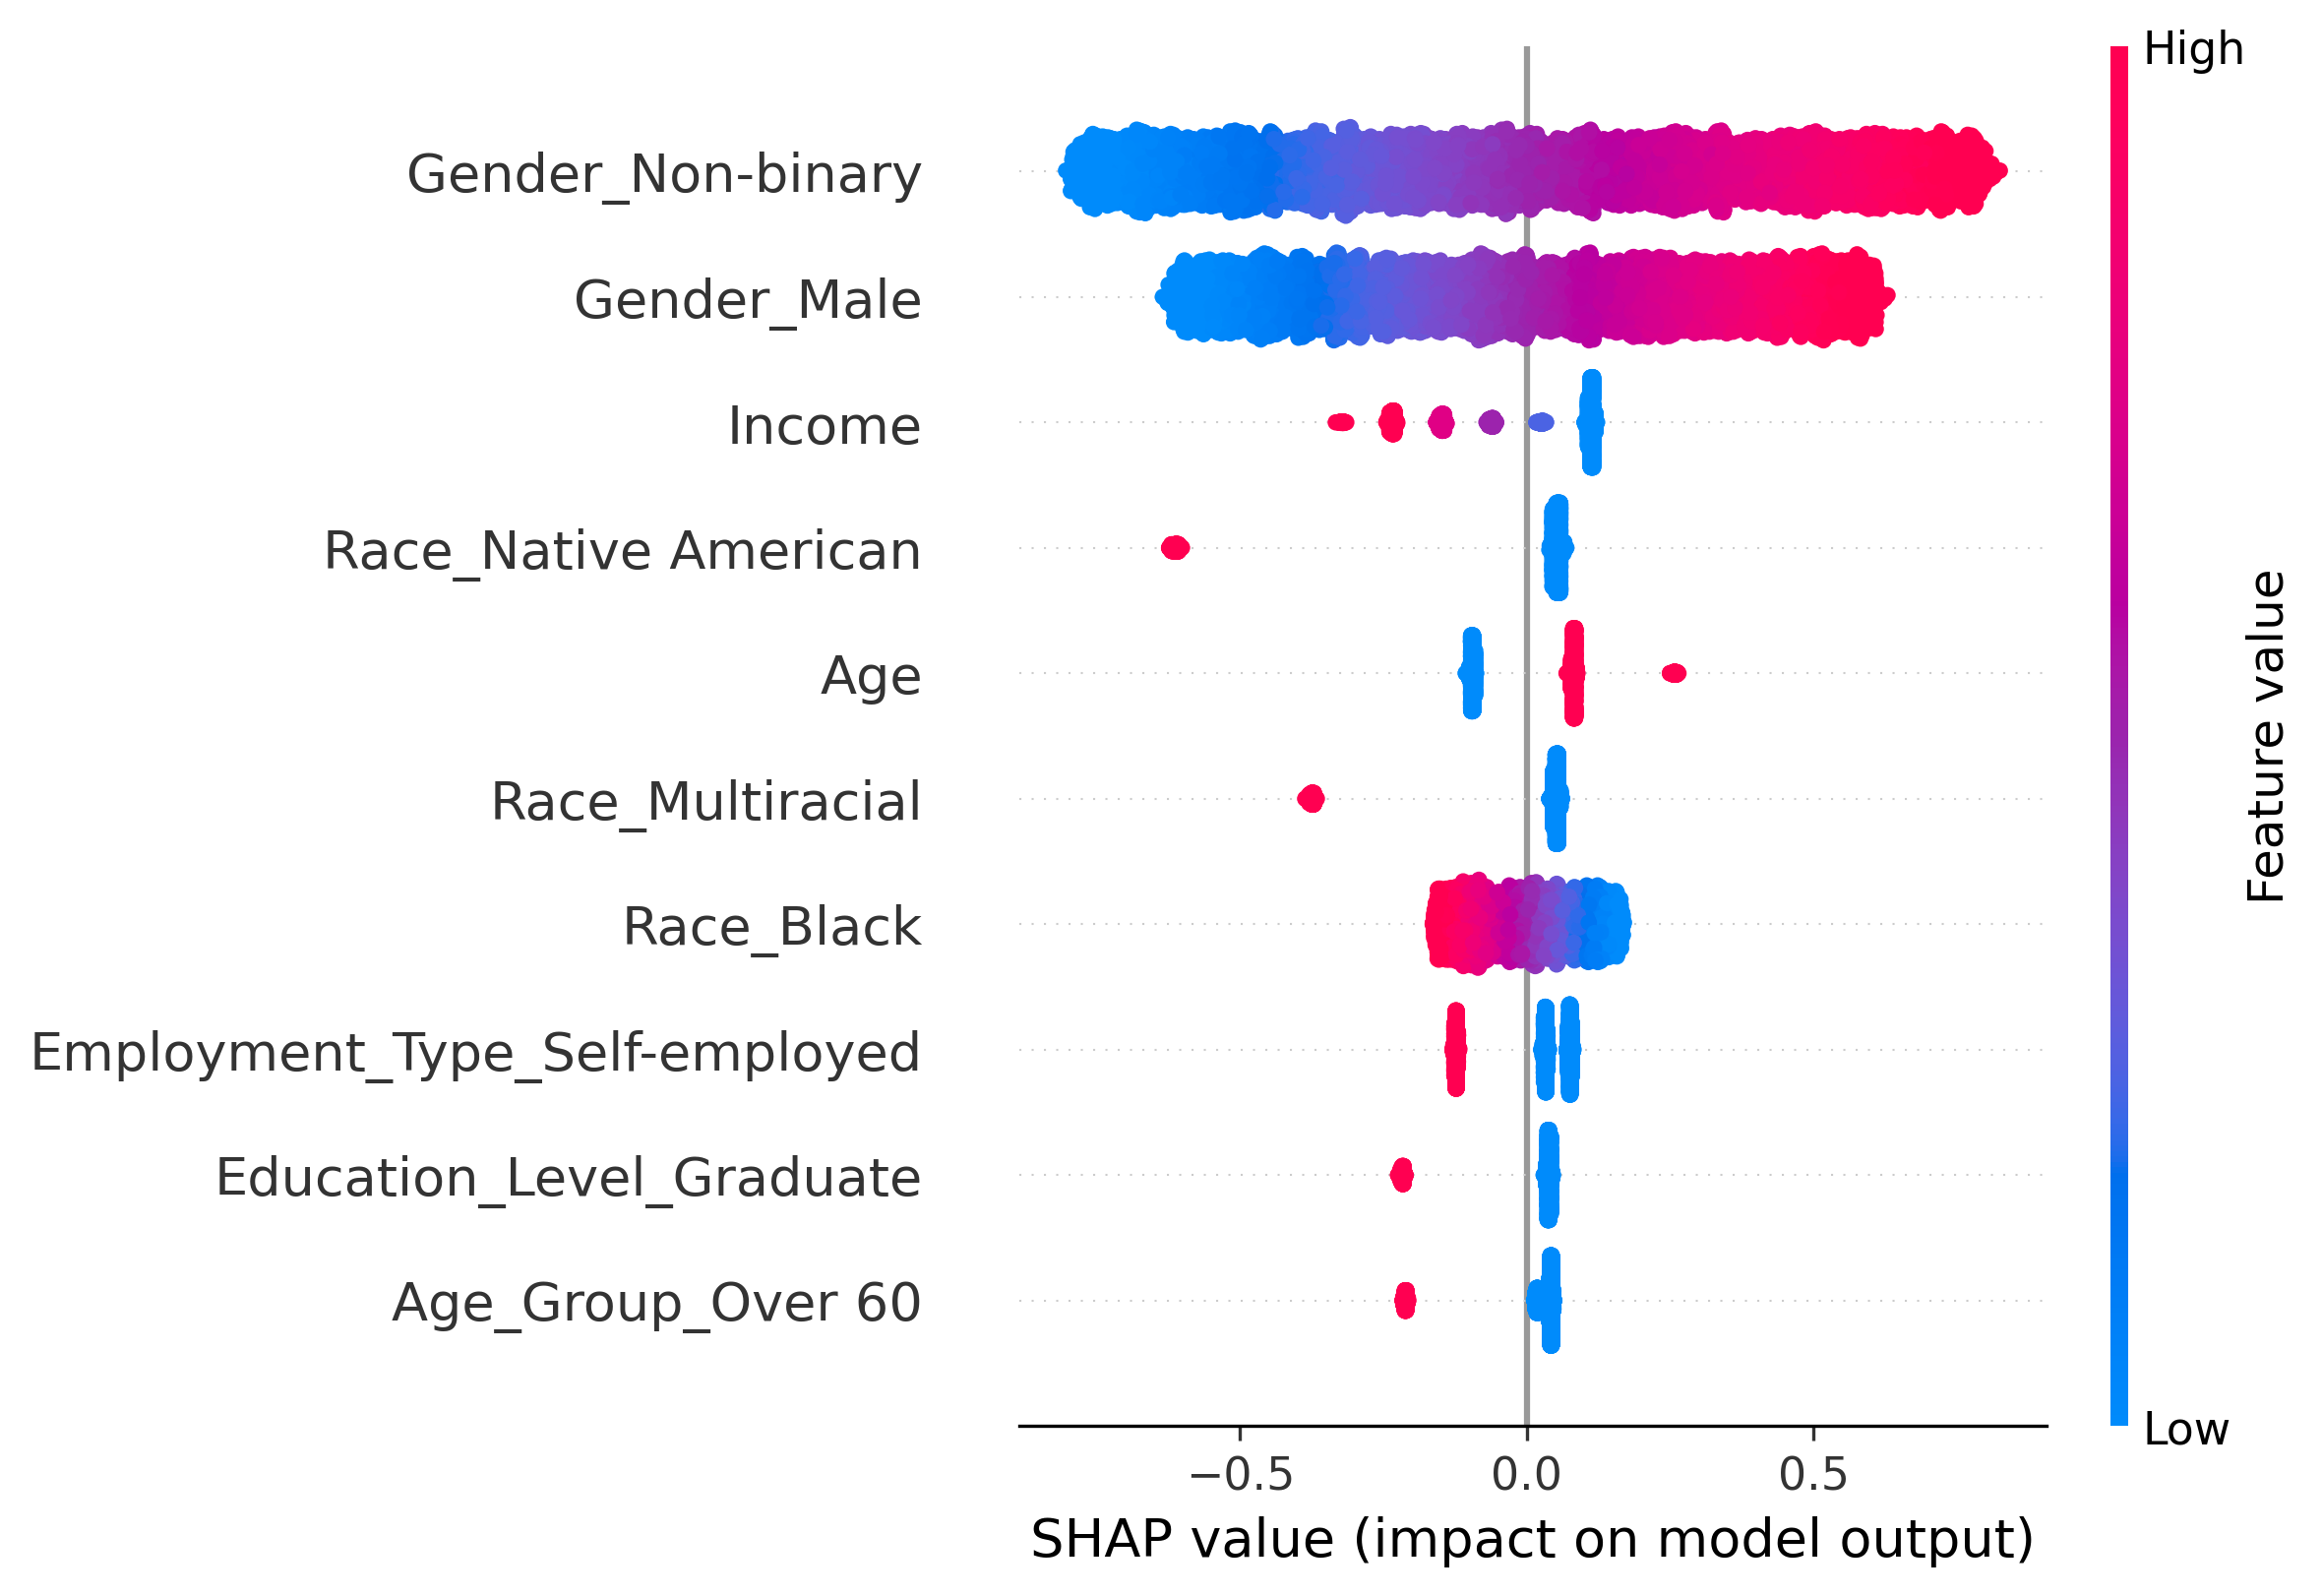 High
Gender_Non-binary
Gender_Male
Income
Race_Native American
Age
Race_Multiracial
Race_Black
Employment_Type_Self-employed
Education_Level_Graduate
Age_Group_Over 60
Feature value
Low
−0.5 0.0 0.5
SHAP value (impact on model output)